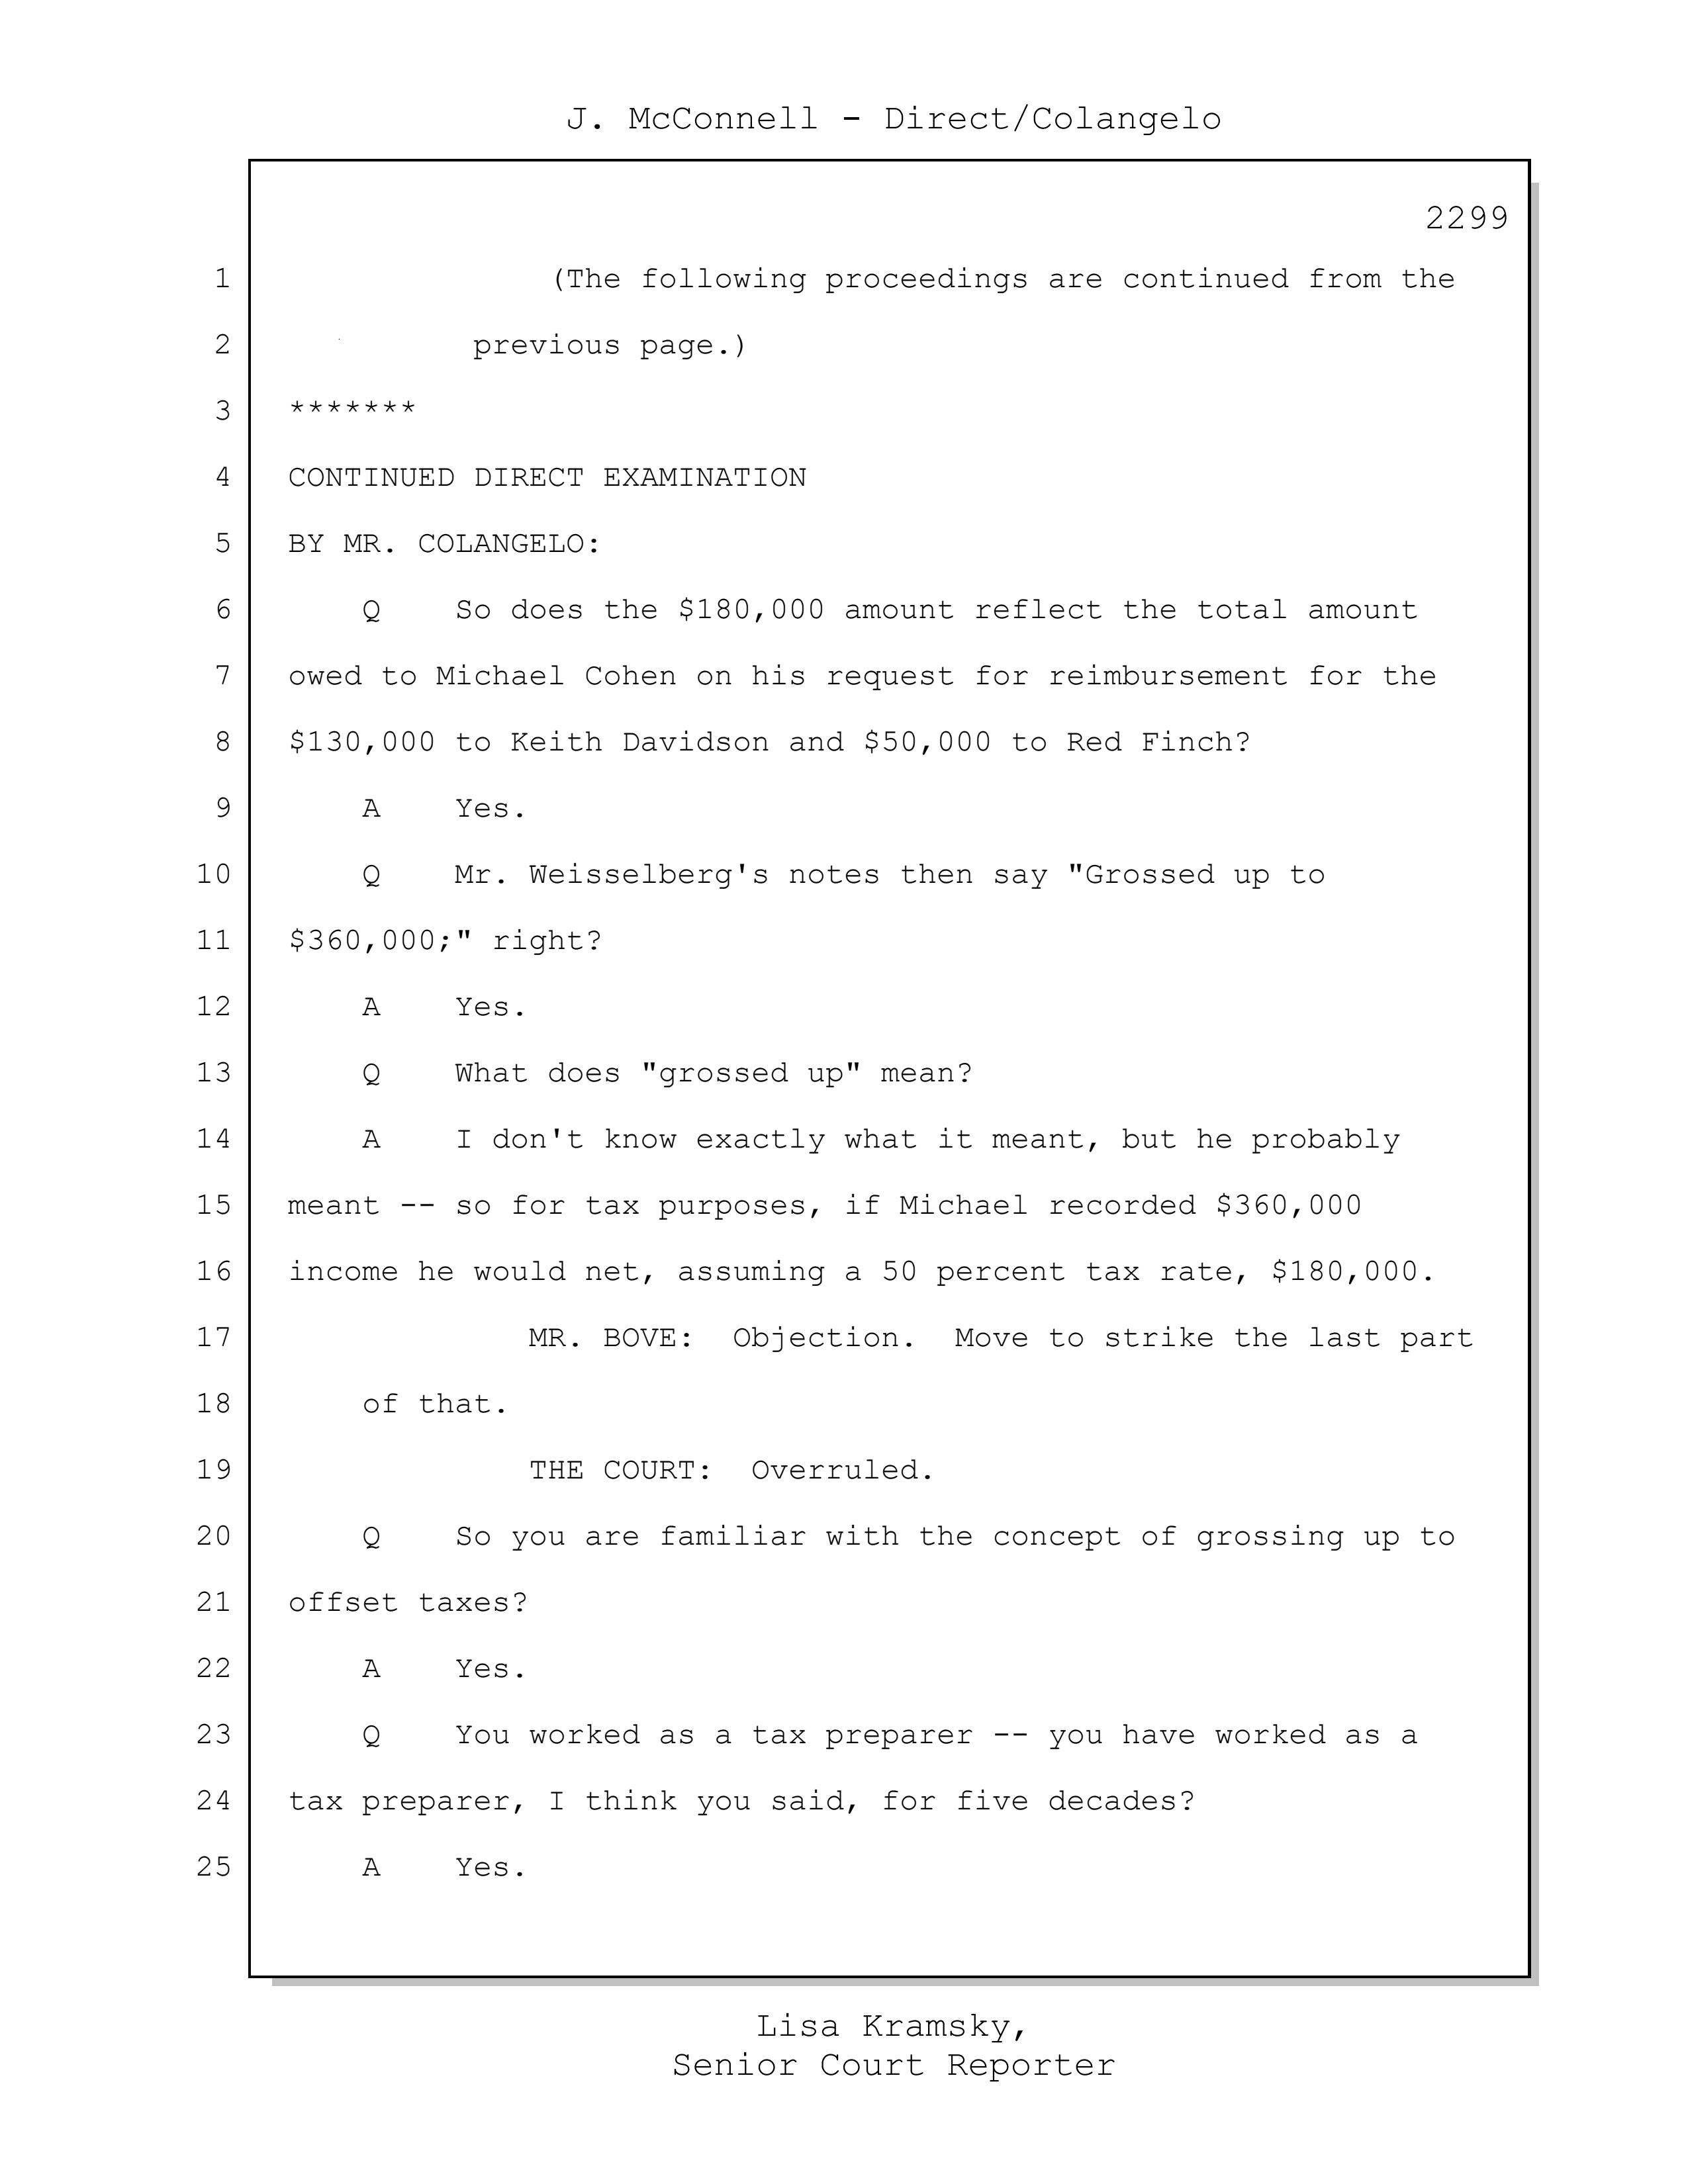 J. McConnell - Direct/Colangelo
2299
1 (The following proceedings are continued from the
2 previous page.)
3 *******
4 CONTINUED DIRECT EXAMINATION
5 BY MR. COLANGELO:
6 Q So does the $180,000 amount reflect the total amount
7 owed to Michael Cohen on his request for reimbursement for the
8 $130,000 to Keith Davidson and $50,000 to Red Finch?
9 A Yes.
10 Q Mr. Weisselberg's notes then say "Grossed up to
11 $360,000;" right?
12 A Yes.
13 Q What does "grossed up" mean?
14 A I don't know exactly what it meant, but he probably
15 meant -- so for tax purposes, if Michael recorded $360,000
16 income he would net, assuming a 50 percent tax rate, $180,000.
17 MR. BOVE: Objection. Move to strike the last part
18 of that.
19 THE COURT: Overruled.
20 Q So you are familiar with the concept of grossing up to
21 offset taxes?
22 A Yes.
23 Q You worked as a tax preparer -- you have worked as a
24 tax preparer, I think you said, for five decades?
25 A Yes.
Lisa Kramsky,
Senior Court Reporter